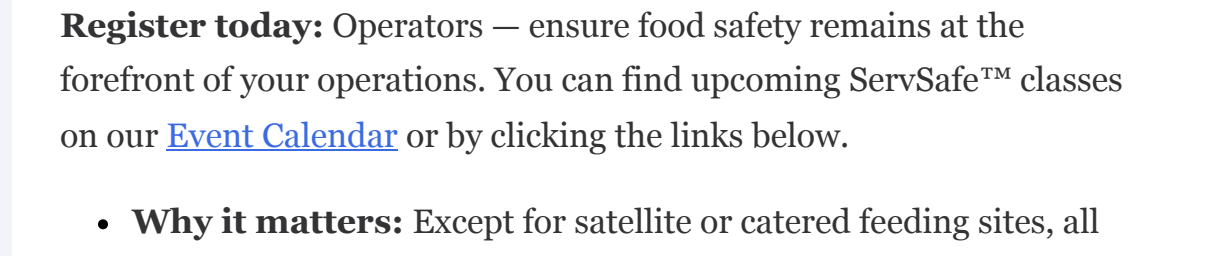 Register today: Operators — ensure food safety remains at the
forefront of your operations. You can find upcoming ServSafe™ classes
on our Event Calendar or by clicking the links below.
• Why it matters: Except for satellite or catered feeding sites, all